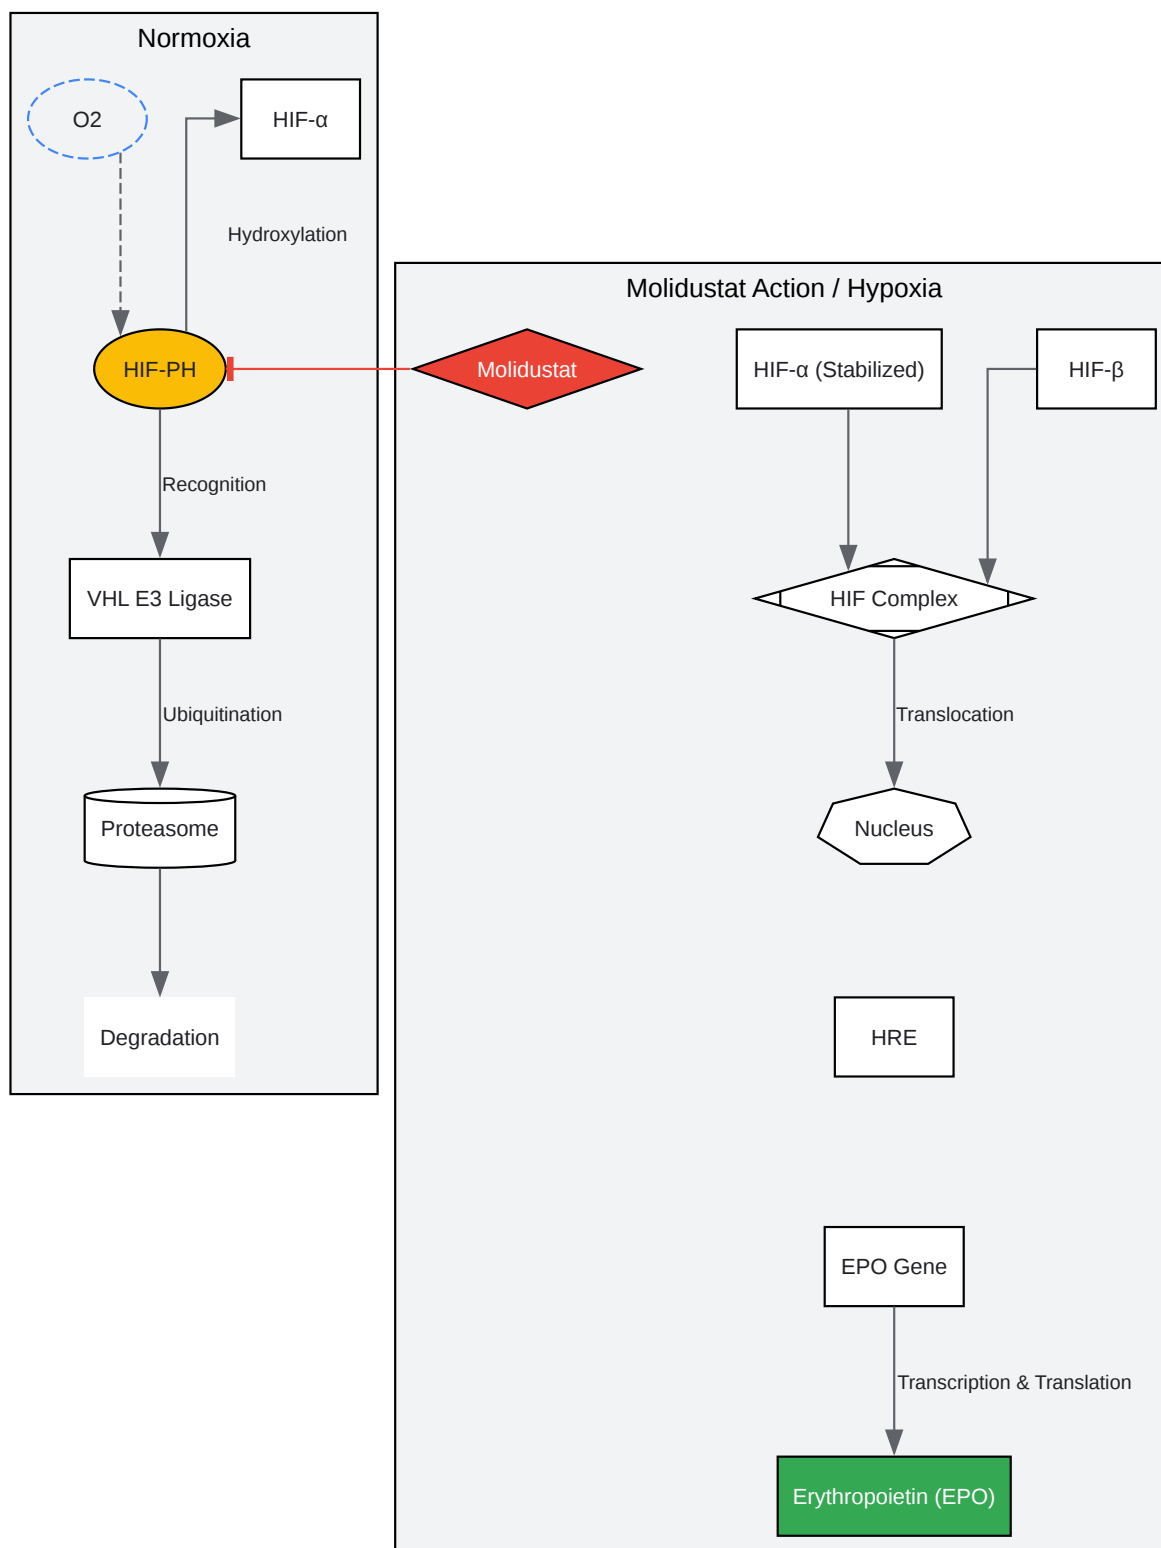 Normoxia
O2
HIF-α
Hydroxylation
HIF-PH
Recognition
VHL E3 Ligase
Ubiquitination
Proteasome
Degradation
Molidustat Action / Hypoxia
Molidustat
HIF-α (Stabilized)
HIF-β
HIF Complex
Translocation
Nucleus
HRE
EPO Gene
Transcription & Translation
Erythropoietin (EPO)